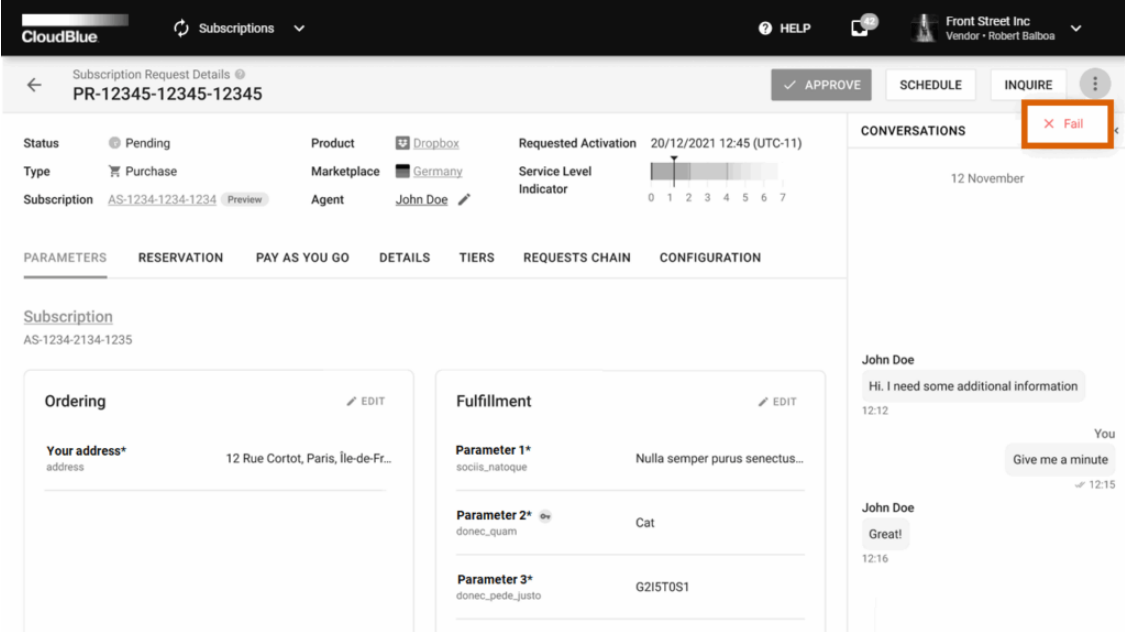 CloudBlue
Subscriptions
HELP
42
Front Street Inc
Vendor • Robert Balboa
Subscription Request Details
PR-12345-12345-12345
APPROVE
SCHEDULE
INQUIRE
Fail
Status
Pending
Type
Purchase
Subscription
AS-1234-1234-1234
Preview
Product
Dropbox
Marketplace
Germany
Agent
John Doe
Requested Activation
20/12/2021 12:45 (UTC-11)
Service Level
Indicator
0 1 2 3 4 5 6 7
PARAMETERS
RESERVATION
PAY AS YOU GO
DETAILS
TIERS
REQUESTS CHAIN
CONFIGURATION
Subscription
AS-1234-2134-1235
Ordering
EDIT
Your address*
address
12 Rue Cortot, Paris, Île-de-Fr...
Fulfillment
EDIT
Parameter 1*
sociis_natoque
Nulla semper purus senectus...
Parameter 2*
donec_quam
Cat
Parameter 3*
donec_pede_justo
G2I5T0S1
CONVERSATIONS
12 November
John Doe
Hi. I need some additional information
12:12
You
Give me a minute
12:15
John Doe
Great!
12:16